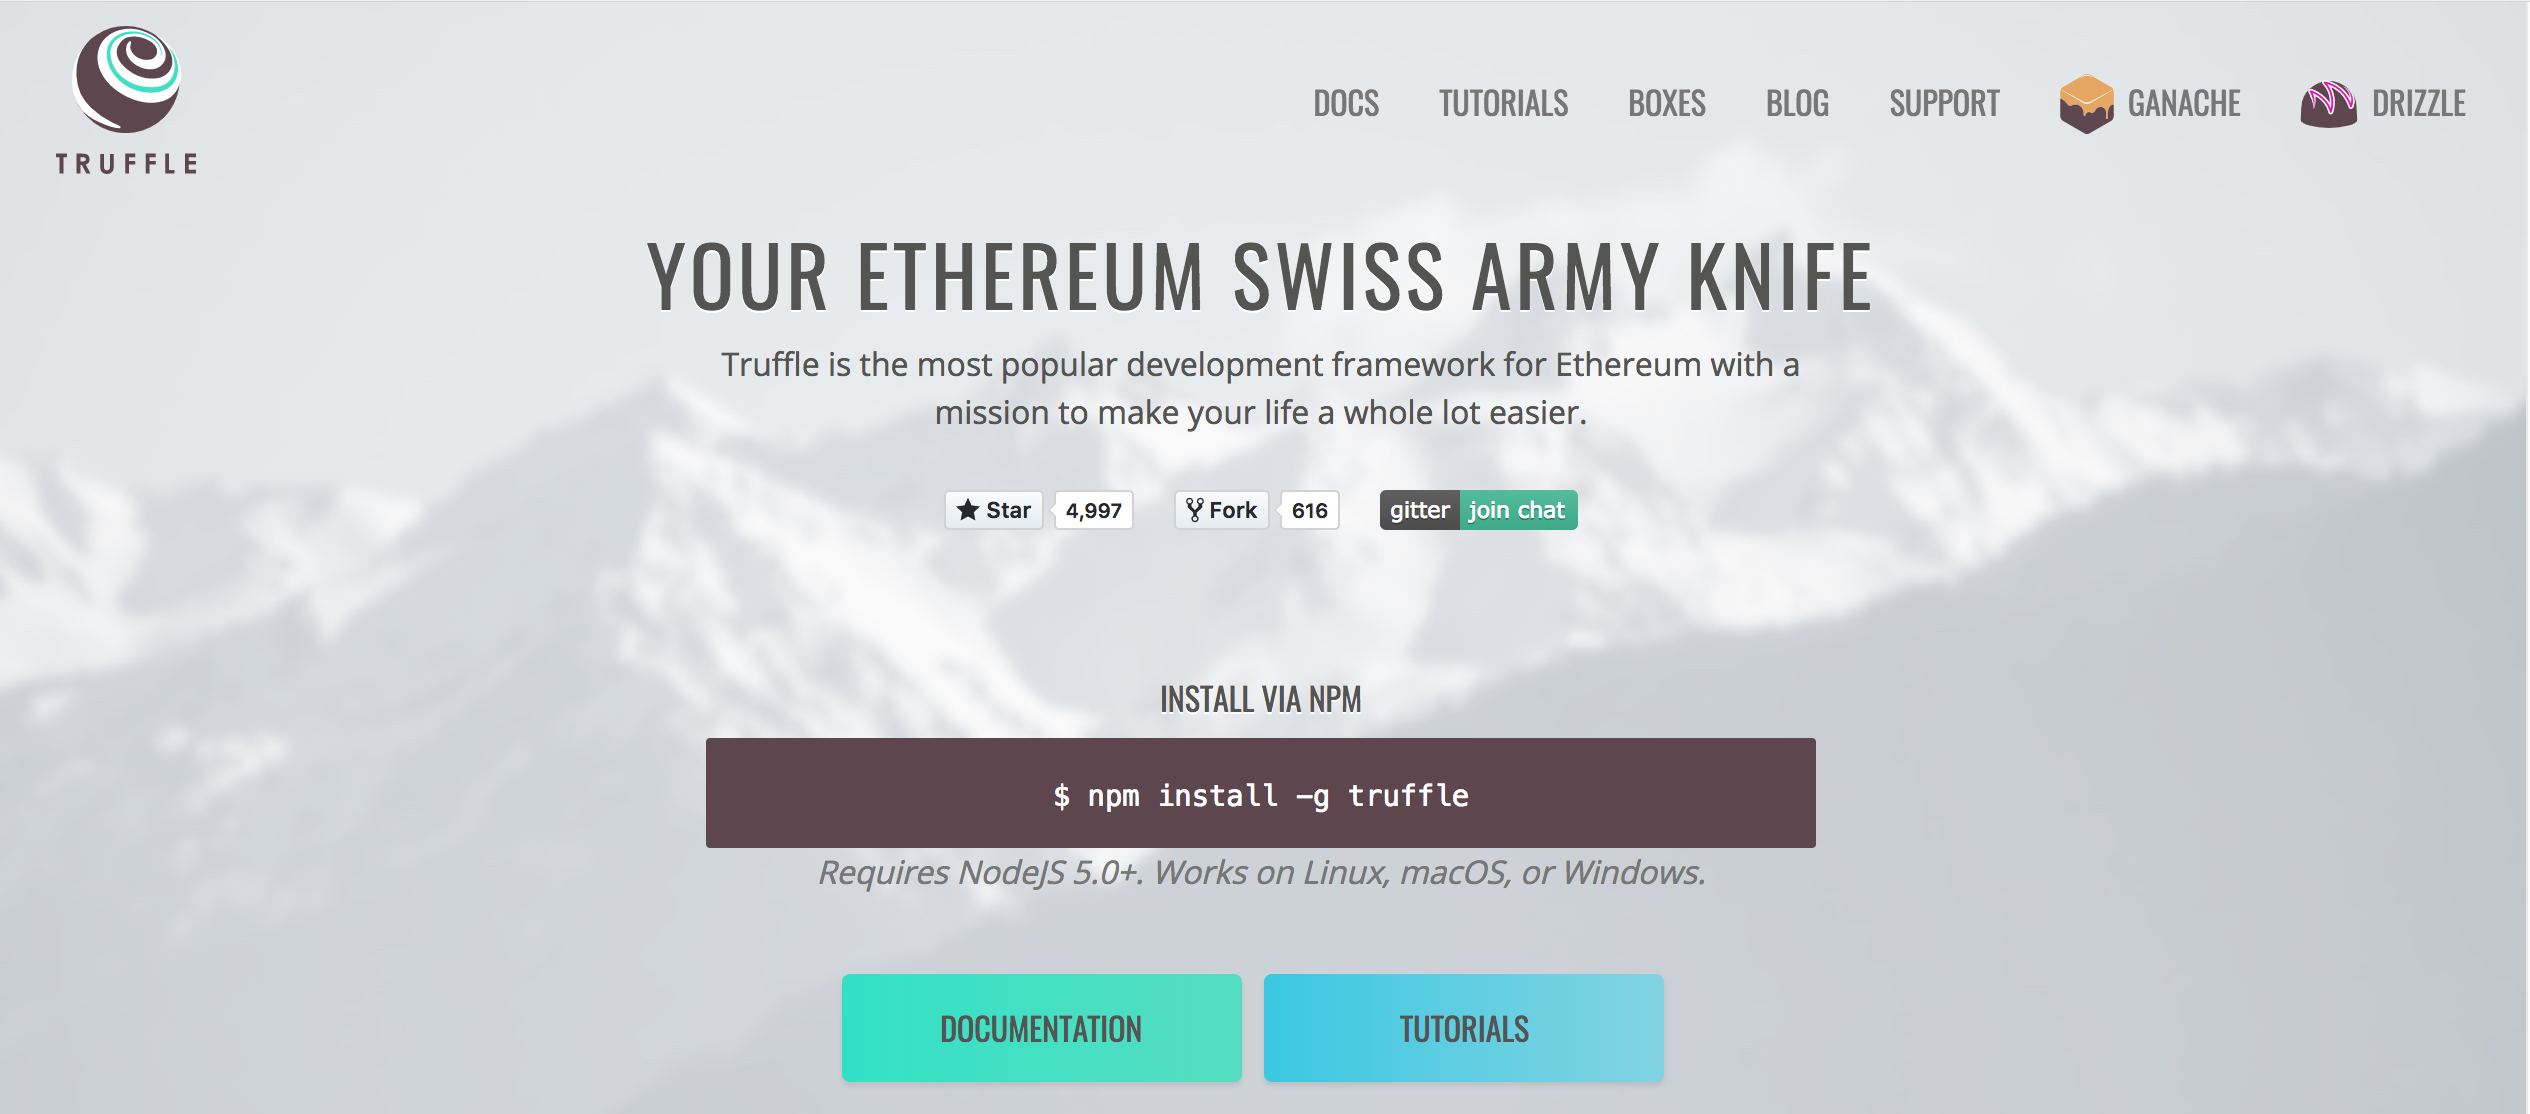 TRUFFLE
DOCS TUTORIALS BOXES BLOG SUPPORT GANACHE DRIZZLE
YOUR ETHEREUM SWISS ARMY KNIFE
Truffle is the most popular development framework for Ethereum with a
mission to make your life a whole lot easier.
Star 4,997 Fork 616 gitter join chat
INSTALL VIA NPM
$ npm install -g truffle
Requires NodeJS 5.0+. Works on Linux, macOS, or Windows.
DOCUMENTATION TUTORIALS